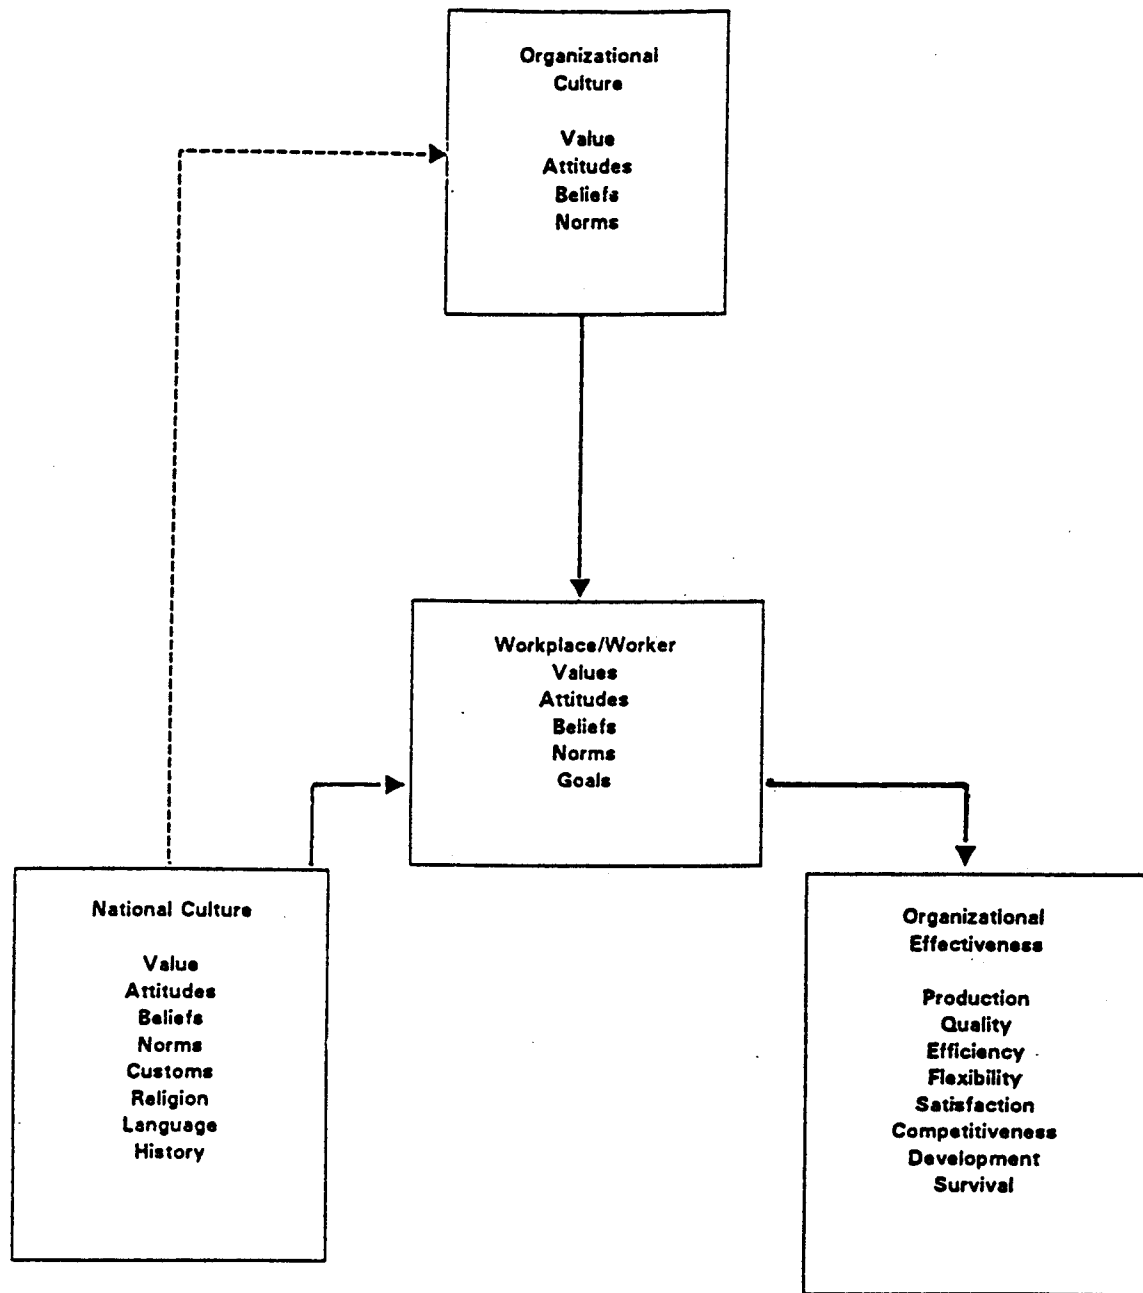 Organizational
Culture
Value
Attitudes
Beliefs
Norms
Workplace/Worker
Values
Attitudes
Beliefs
Norms
Goals
National Culture
Value
Attitudes
Beliefs
Norms
Customs
Religion
Language
History
Organizational
Effectiveness
Production
Quality
Efficiency
Flexibility
Satisfaction
Competitiveness
Development
Survival